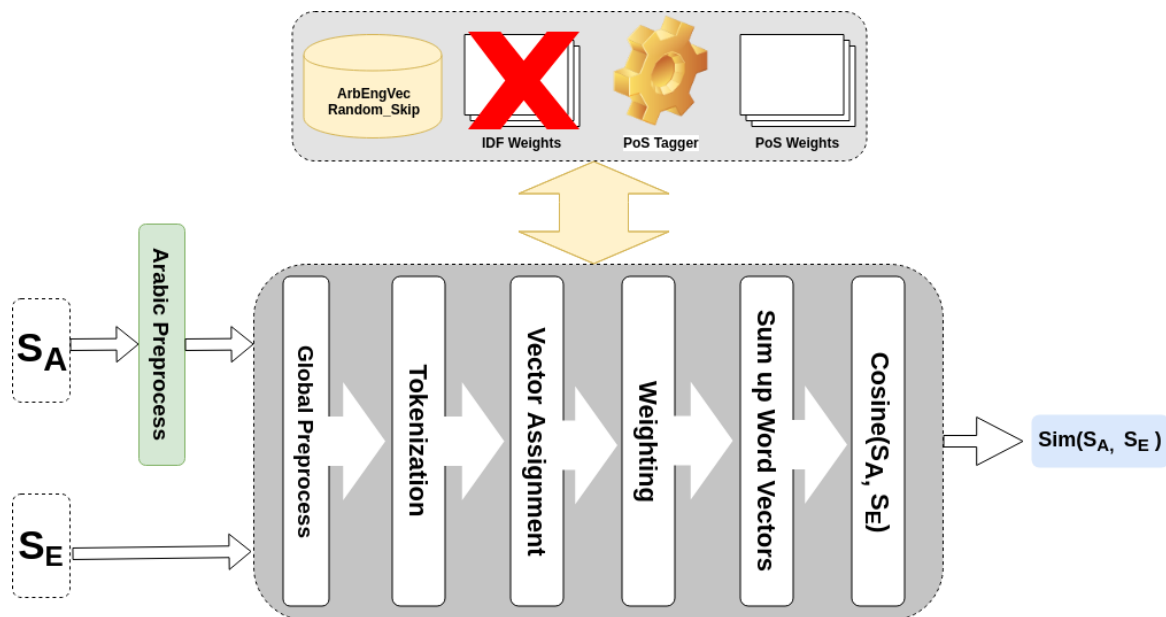 ArbEngVec
Random_Skip
IDF Weights
PoS Tagger
PoS Weights
Arabic Preprocess
SA
SE
Global Preprocess
Tokenization
Vector Assignment
Weighting
Sum up Word Vectors
Cosine(SA, SE)
Sim(SA, SE )